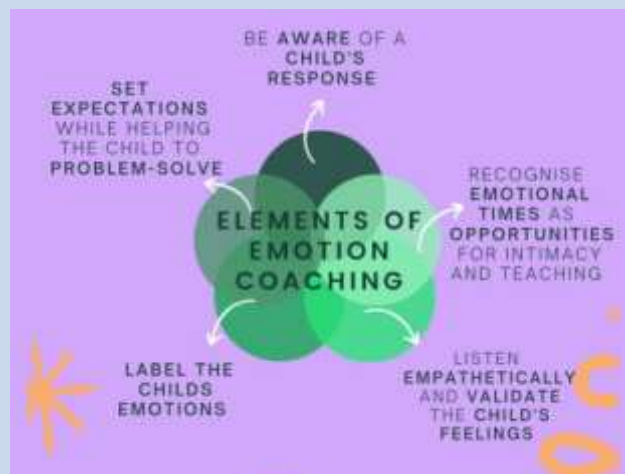 BE AWARE OF A
CHILD'S
RESPONSE
SET
EXPECTATIONS
WHILE HELPING
THE CHILD TO
PROBLEM-SOLVE
RECOGNISE
EMOTIONAL
TIMES AS
OPPORTUNITIES
FOR INTIMACY
AND TEACHING
ELEMENTS OF
EMOTION
COACHING
LABEL THE
CHILDS
EMOTIONS
LISTEN
EMPATHETICALLY
AND VALIDATE
THE CHILD'S
FEELINGS